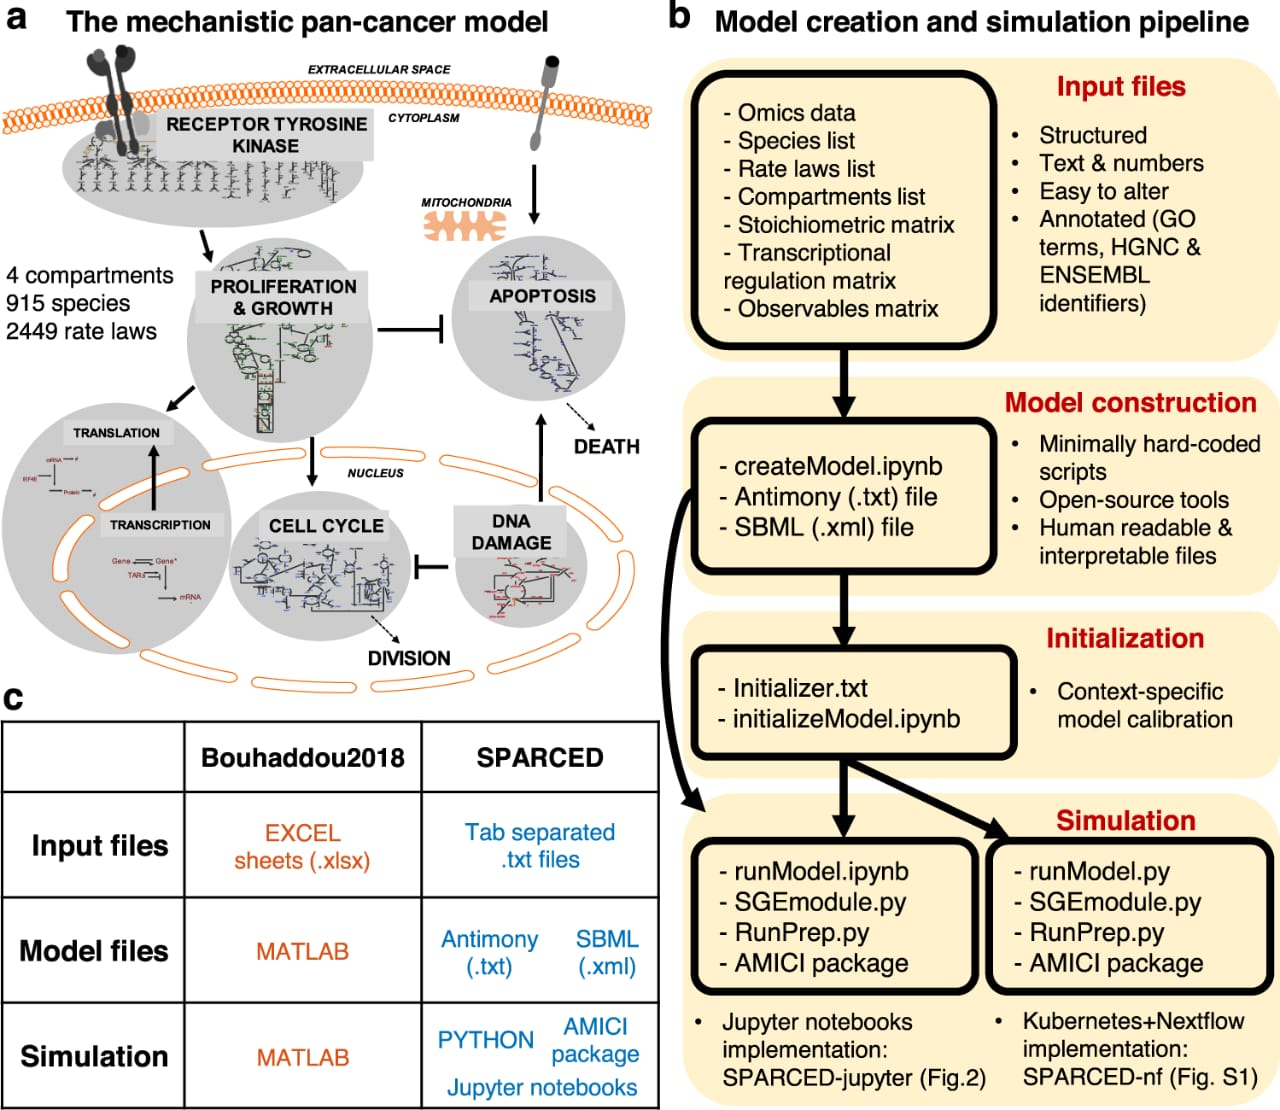 a
The mechanistic pan-cancer model
EXTRACELLULAR SPACE
CYTOPLASM
RECEPTOR TYROSINE
KINASE
MITOCHONDRIA
4 compartments
915 species
2449 rate laws
PROLIFERATION
& GROWTH
APOPTOSIS
DEATH
TRANSLATION
mRNA
EIF4E
Protein
NUCLEUS
TRANSCRIPTION
Gene
Gene*
TARs
mRNA
CELL CYCLE
DNA
DAMAGE
DIVISION
b
Model creation and simulation pipeline
- Omics data
- Species list
- Rate laws list
- Compartments list
- Stoichiometric matrix
- Transcriptional
regulation matrix
- Observables matrix
Input files
• Structured
• Text & numbers
• Easy to alter
• Annotated (GO
terms, HGNC &
ENSEMBL
identifiers)
- createModel.ipynb
- Antimony (.txt) file
- SBML (.xml) file
Model construction
• Minimally hard-coded
scripts
• Open-source tools
• Human readable &
interpretable files
- Initializer.txt
- initializeModel.ipynb
Initialization
• Context-specific
model calibration
Simulation
- runModel.ipynb
- SGEmodule.py
- RunPrep.py
- AMICI package
- runModel.py
- SGEmodule.py
- RunPrep.py
- AMICI package
• Jupyter notebooks
implementation:
SPARCED-jupyter (Fig.2)
• Kubernetes+Nextflow
implementation:
SPARCED-nf (Fig. S1)
c
Bouhaddou2018
SPARCED
Input files
EXCEL
sheets (.xlsx)
Tab separated
.txt files
Model files
MATLAB
Antimony
(.txt)
SBML
(.xml)
Simulation
MATLAB
PYTHON
AMICI
package
Jupyter notebooks